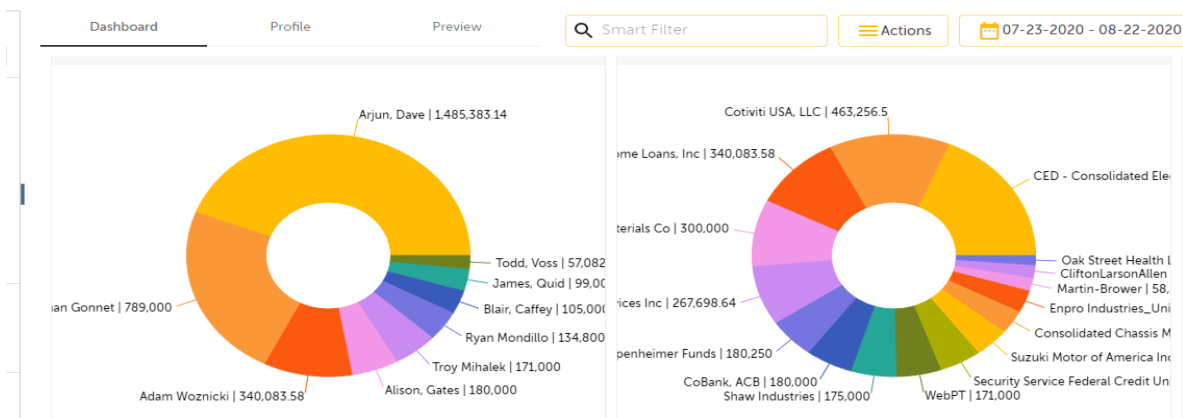 Dashboard
Profile
Preview
Smart Filter
Actions
07-23-2020 - 08-22-2020
Arjun, Dave | 1,485,383.14
Todd, Voss | 57,082
James, Quid | 99,00
Blair, Caffey | 105,000
Ryan Mondillo | 134,800
Troy Mihalek | 171,000
Alison, Gates | 180,000
Adam Woznicki | 340,083.58
an Gonnet | 789,000
Cotiviti USA, LLC | 463,256.5
ome Loans, Inc | 340,083.58
terials Co | 300,000
ices Inc | 267,698.64
penheimer Funds | 180,250
CoBank, ACB | 180,000
Shaw Industries | 175,000
WebPT | 171,000
Security Service Federal Credit Un
Suzuki Motor of America Inc
Consolidated Chassis M
Enpro Industries_Uni
Martin-Brower | 58,
CliftonLarsonAllen
Oak Street Health L
CED - Consolidated Ele